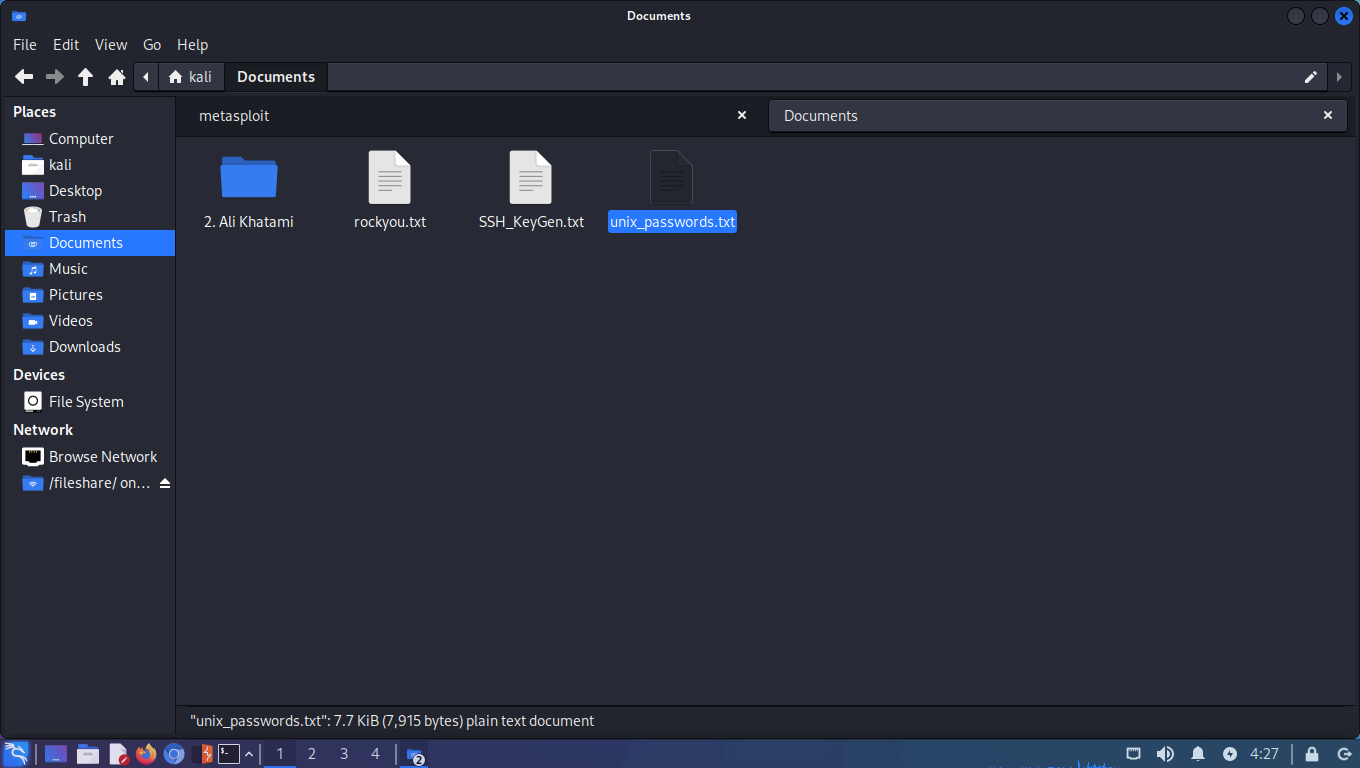 Documents
File Edit View Go Help
kali Documents
Places
Computer
kali
Desktop
Trash
Documents
Music
Pictures
Videos
Downloads
Devices
File System
Network
Browse Network
/fileshare/ on...
metasploit Documents
2. Ali Khatami rockyou.txt SSH_KeyGen.txt unix_passwords.txt
"unix_passwords.txt": 7.7 KiB (7,915 bytes) plain text document
1 2 3 4 2 4:27